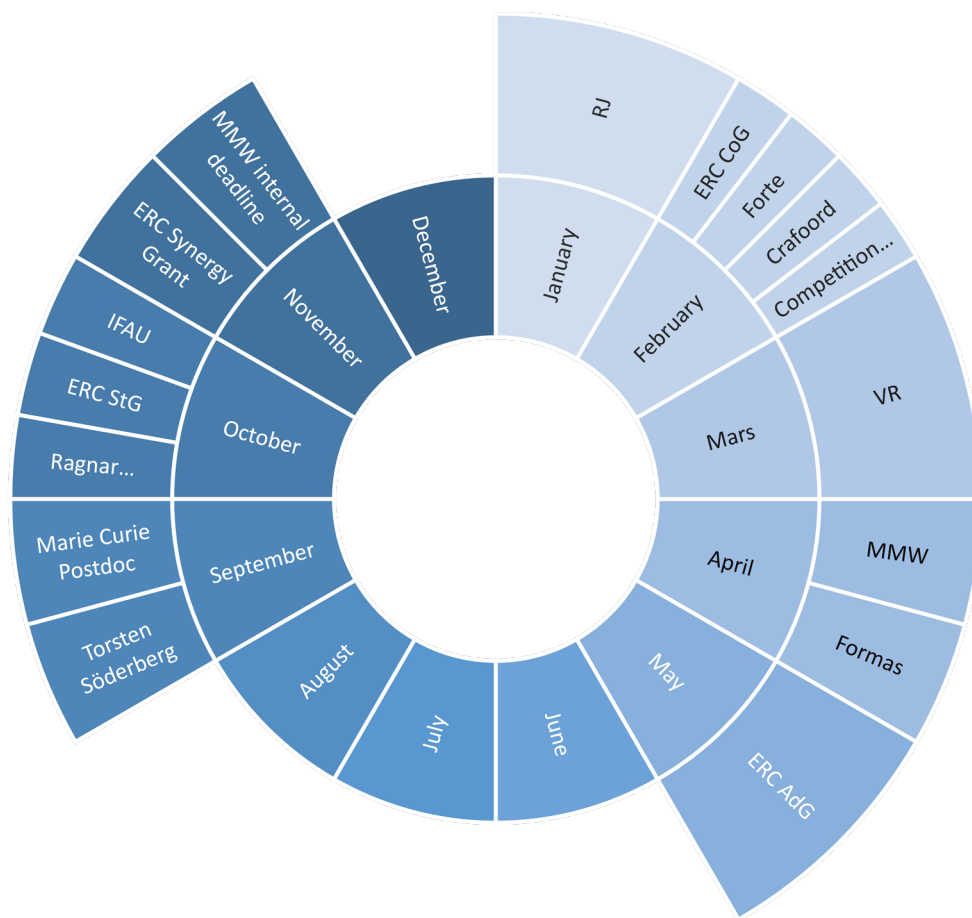 January
RJ
February
ERC CoG
Forte
Crafoord
Competition...
Mars
VR
April
MMW
Formas
May
ERC AdG
June
July
August
September
Torsten
Söderberg
Marie Curie
Postdoc
October
Ragnar...
ERC StG
IFAU
November
ERC Synergy
Grant
MMW internal
deadline
December